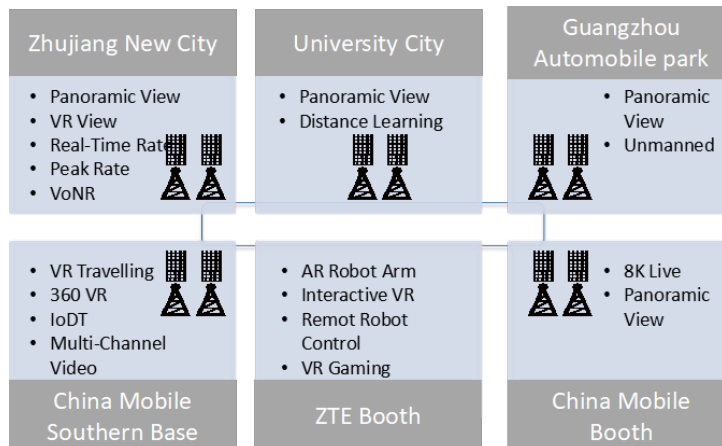 Zhujiang New City
• Panoramic View
• VR View
• Real-Time Rate
• Peak Rate
• VoNR
University City
• Panoramic View
• Distance Learning
Guangzhou
Automobile park
• Panoramic
View
• Unmanned
• VR Travelling
• 360 VR
• IoDT
• Multi-Channel
Video
China Mobile
Southern Base
• AR Robot Arm
• Interactive VR
• Remot Robot
Control
• VR Gaming
ZTE Booth
• 8K Live
• Panoramic
View
China Mobile
Booth